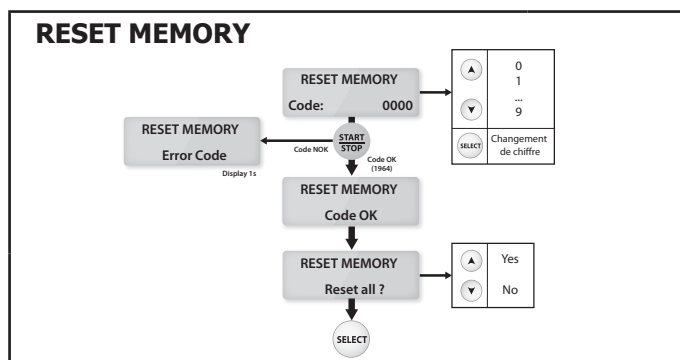 RESET MEMORY
RESET MEMORY
Code: 0000
0
1
...
9
SELECT
Changement
de chiffre
START
STOP
RESET MEMORY
Error Code
Display 1s
Code NOK
Code OK
(1964)
RESET MEMORY
Code OK
RESET MEMORY
Reset all ?
Yes
No
SELECT